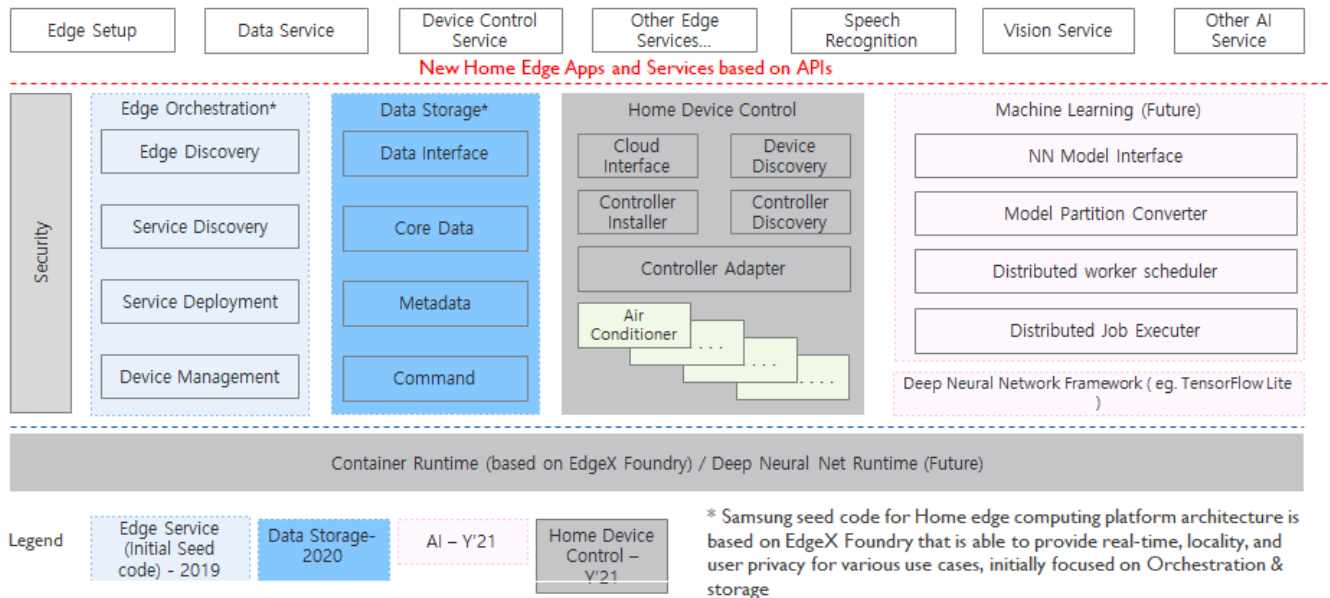 Edge Setup
Data Service
Device Control
Service
Other Edge
Services...
Speech
Recognition
Vision Service
Other AI
Service
New Home Edge Apps and Services based on APIs
Security
Edge Orchestration*
Edge Discovery
Service Discovery
Service Deployment
Device Management
Data Storage*
Data Interface
Core Data
Metadata
Command
Home Device Control
Cloud
Interface
Device
Discovery
Controller
Installer
Controller
Discovery
Controller Adapter
Air
Conditioner
. . .
. . .
. . . .
Machine Learning (Future)
NN Model Interface
Model Partition Converter
Distributed worker scheduler
Distributed Job Executer
Deep Neural Network Framework ( eg. TensorFlow Lite
)
Container Runtime (based on EdgeX Foundry) / Deep Neural Net Runtime (Future)
Legend
Edge Service
(Initial Seed
code) - 2019
Data Storage-
2020
AI – Y'21
Home Device
Control –
Y'21
* Samsung seed code for Home edge computing platform architecture is
based on EdgeX Foundry that is able to provide real-time, locality, and
user privacy for various use cases, initially focused on Orchestration &
storage